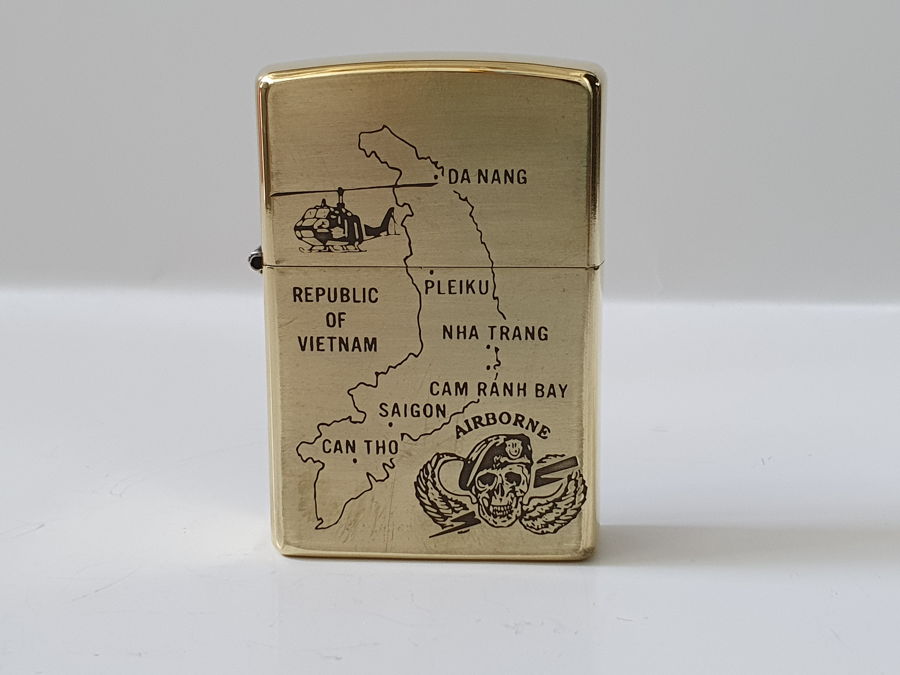 DA NANG
PLEIKU
REPUBLIC
OF
VIETNAM
NHA TRANG
CAM RANH BAY
SAIGON
AIRBORNE
CAN THO